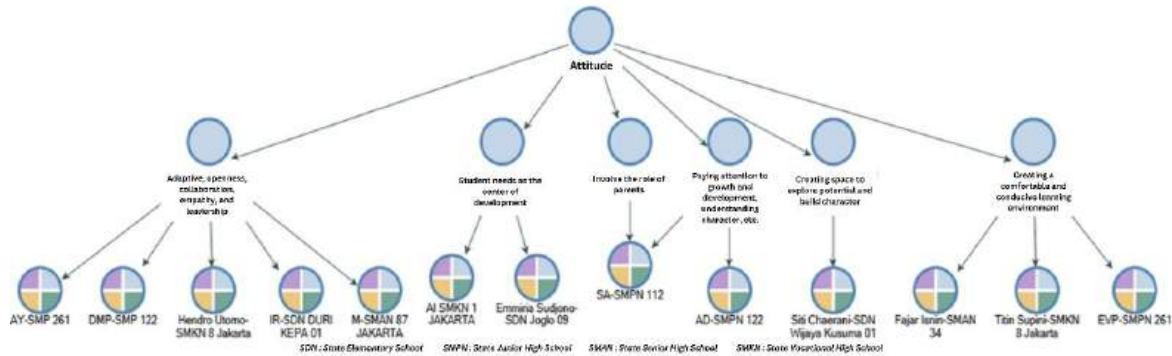 Attitude
Adaptive, openness,
collaboration,
empathy, and
leadership
Student needs as the
center of
development
Involve the role of
parents
Paying attention to
growth and
development,
understanding
character, etc.
Creating space to
explore potential and
build character
Creating a
comfortable and
conducive learning
environment
AY-SMP 261
DMP-SMP 122
Hendro Utomo-
SMKN 8 Jakarta
IR-SDN DURI
KEPA 01
M-SMAN 87
JAKARTA
AI SMKN 1
JAKARTA
Emmiria Sudjono-
SDN Joglo 09
SA-SMPN 112
AD-SMPN 122
Siti Chaerani-SDN
Wijaya Kusuma 01
Fajar Isnin-SMAN
34
Titin Supini-SMKN
8 Jakarta
EVP-SMPN 261
SDN : State Elementary School
SMPN : State Junior High School
SMAN : State Senior High School
SMKN : State Vocational High School